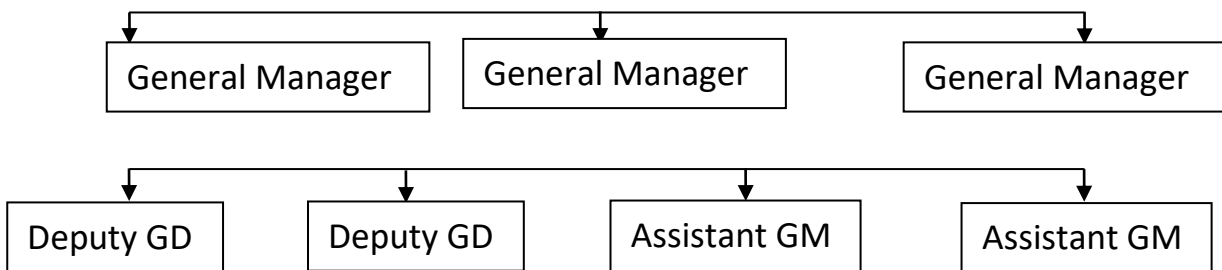 General Manager
General Manager
General Manager
Deputy GD
Deputy GD
Assistant GM
Assistant GM